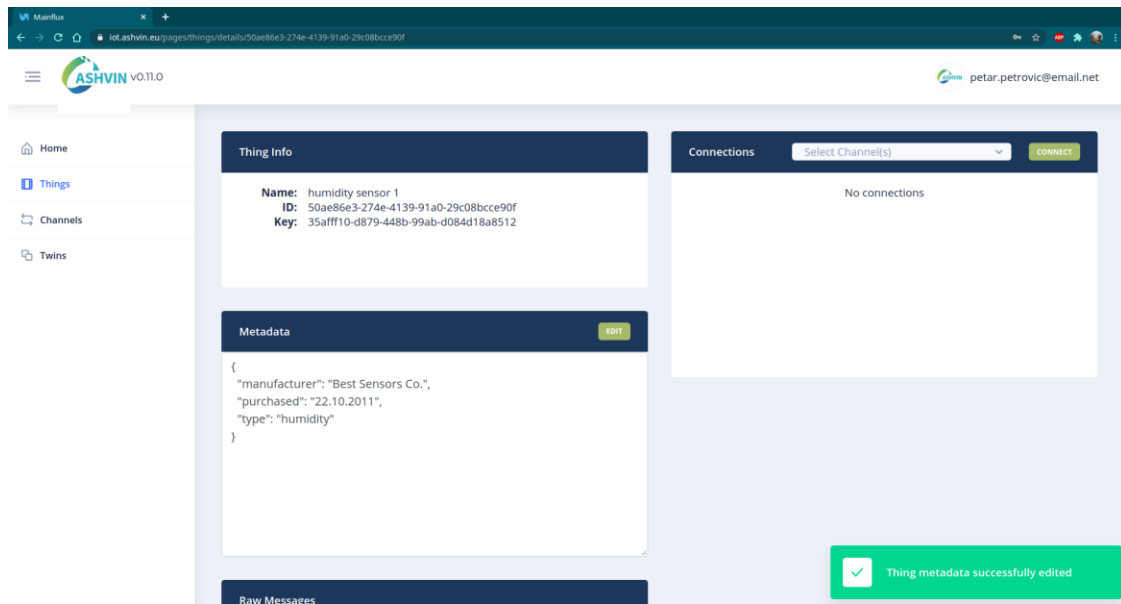 Mainflux
iot.ashvin.eu/pages/things/details/50ae86e3-274e-4139-91a0-29c08bcce90f
ABP
ASHVIN v0.11.0
ASHVIN petar.petrovic@email.net
Home
Things
Channels
Twins
Thing Info
Name: humidity sensor 1
ID: 50ae86e3-274e-4139-91a0-29c08bcce90f
Key: 35afff10-d879-448b-99ab-d084d18a8512
Connections Select Channel(s) CONNECT
No connections
Metadata EDIT
{
"manufacturer": "Best Sensors Co.",
"purchased": "22.10.2011",
"type": "humidity"
}
Raw Messages
Thing metadata successfully edited